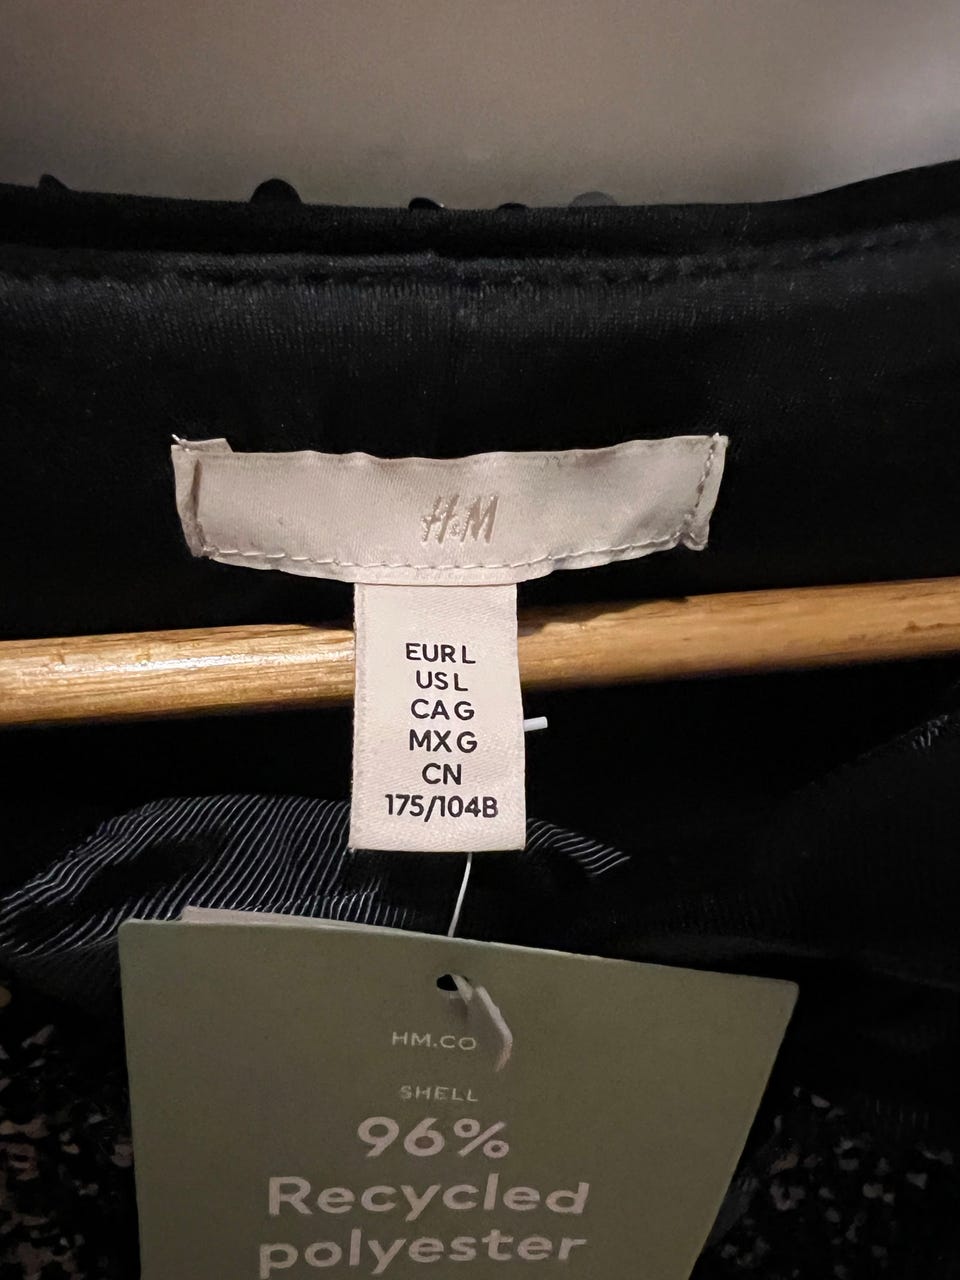 H&M
EUR L
US L
CA G
MX G
CN
175/104B
HM.CO
SHELL
96%
Recycled
polyester